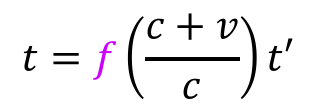 t = f ((c + v)/c) t′